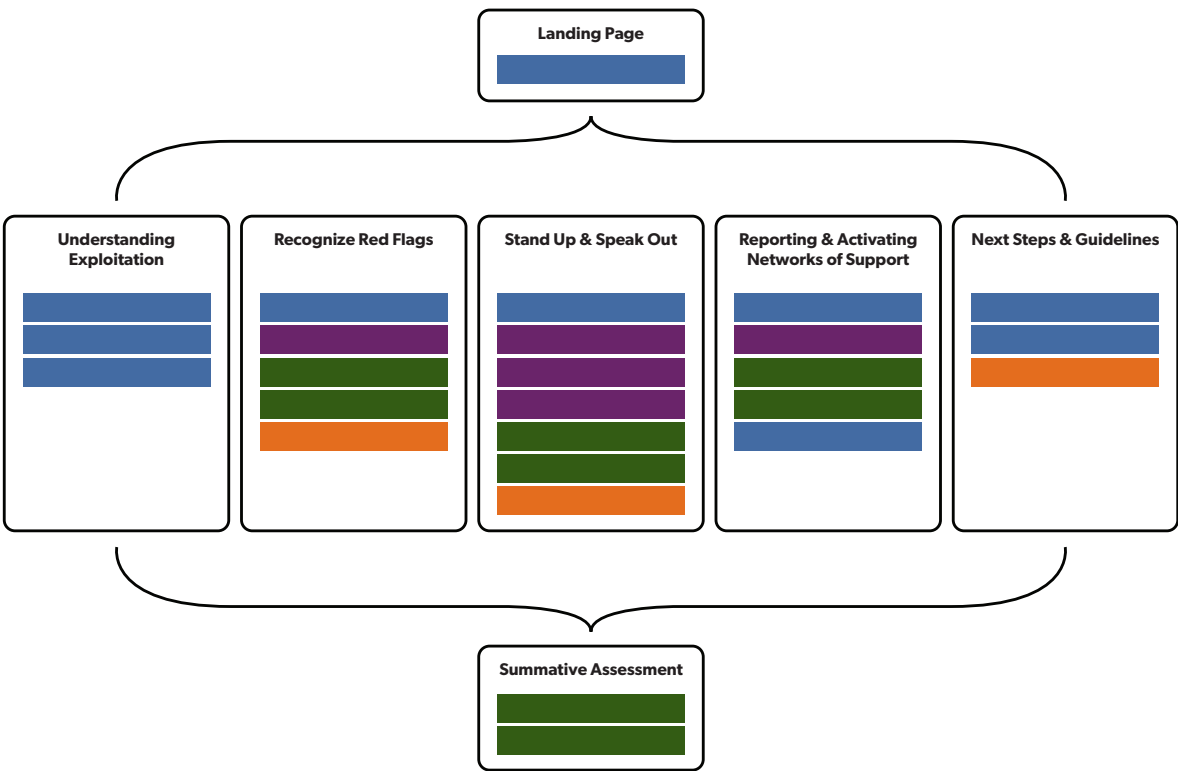 Landing Page
Understanding
Exploitation
Recognize Red Flags
Stand Up & Speak Out
Reporting & Activating
Networks of Support
Next Steps & Guidelines
Summative Assessment